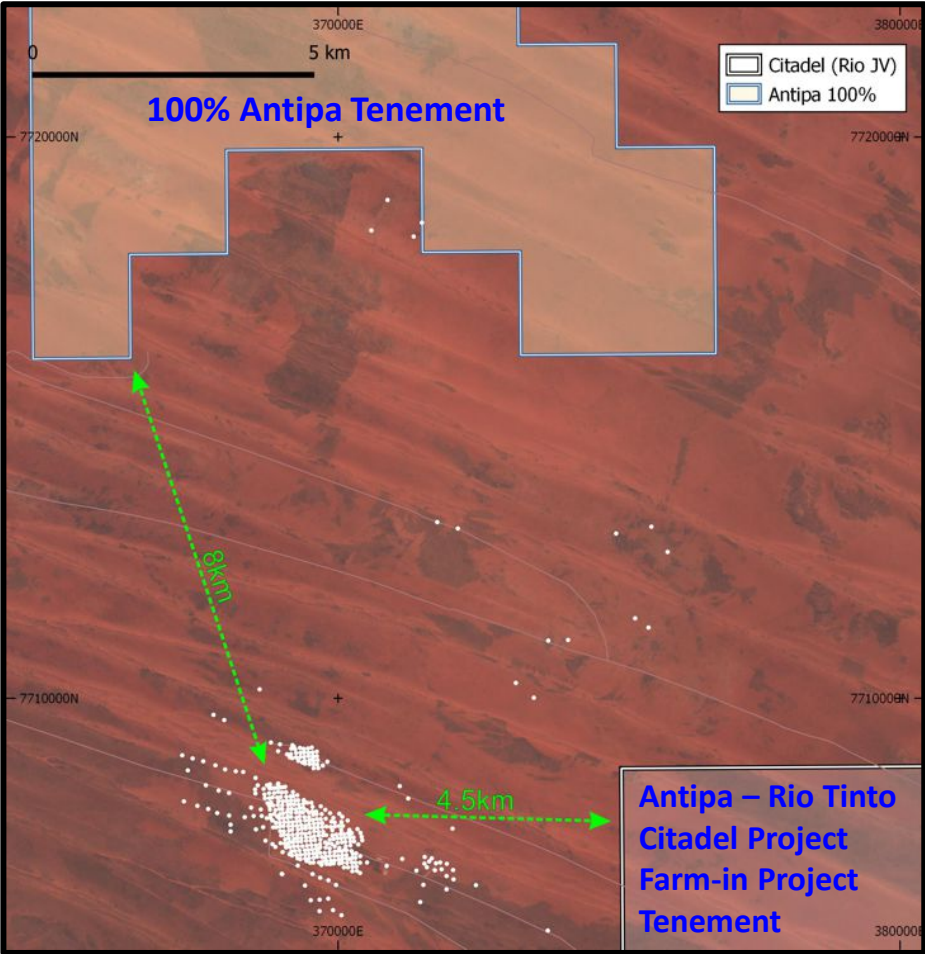 370000E
380000E
0
5 km
Citadel (Rio JV)
Antipa 100%
100% Antipa Tenement
7720000N
7720000N
8km
7710000N
7710000N
4.5km
Antipa – Rio Tinto
Citadel Project
Farm-in Project
Tenement
370000E
380000E